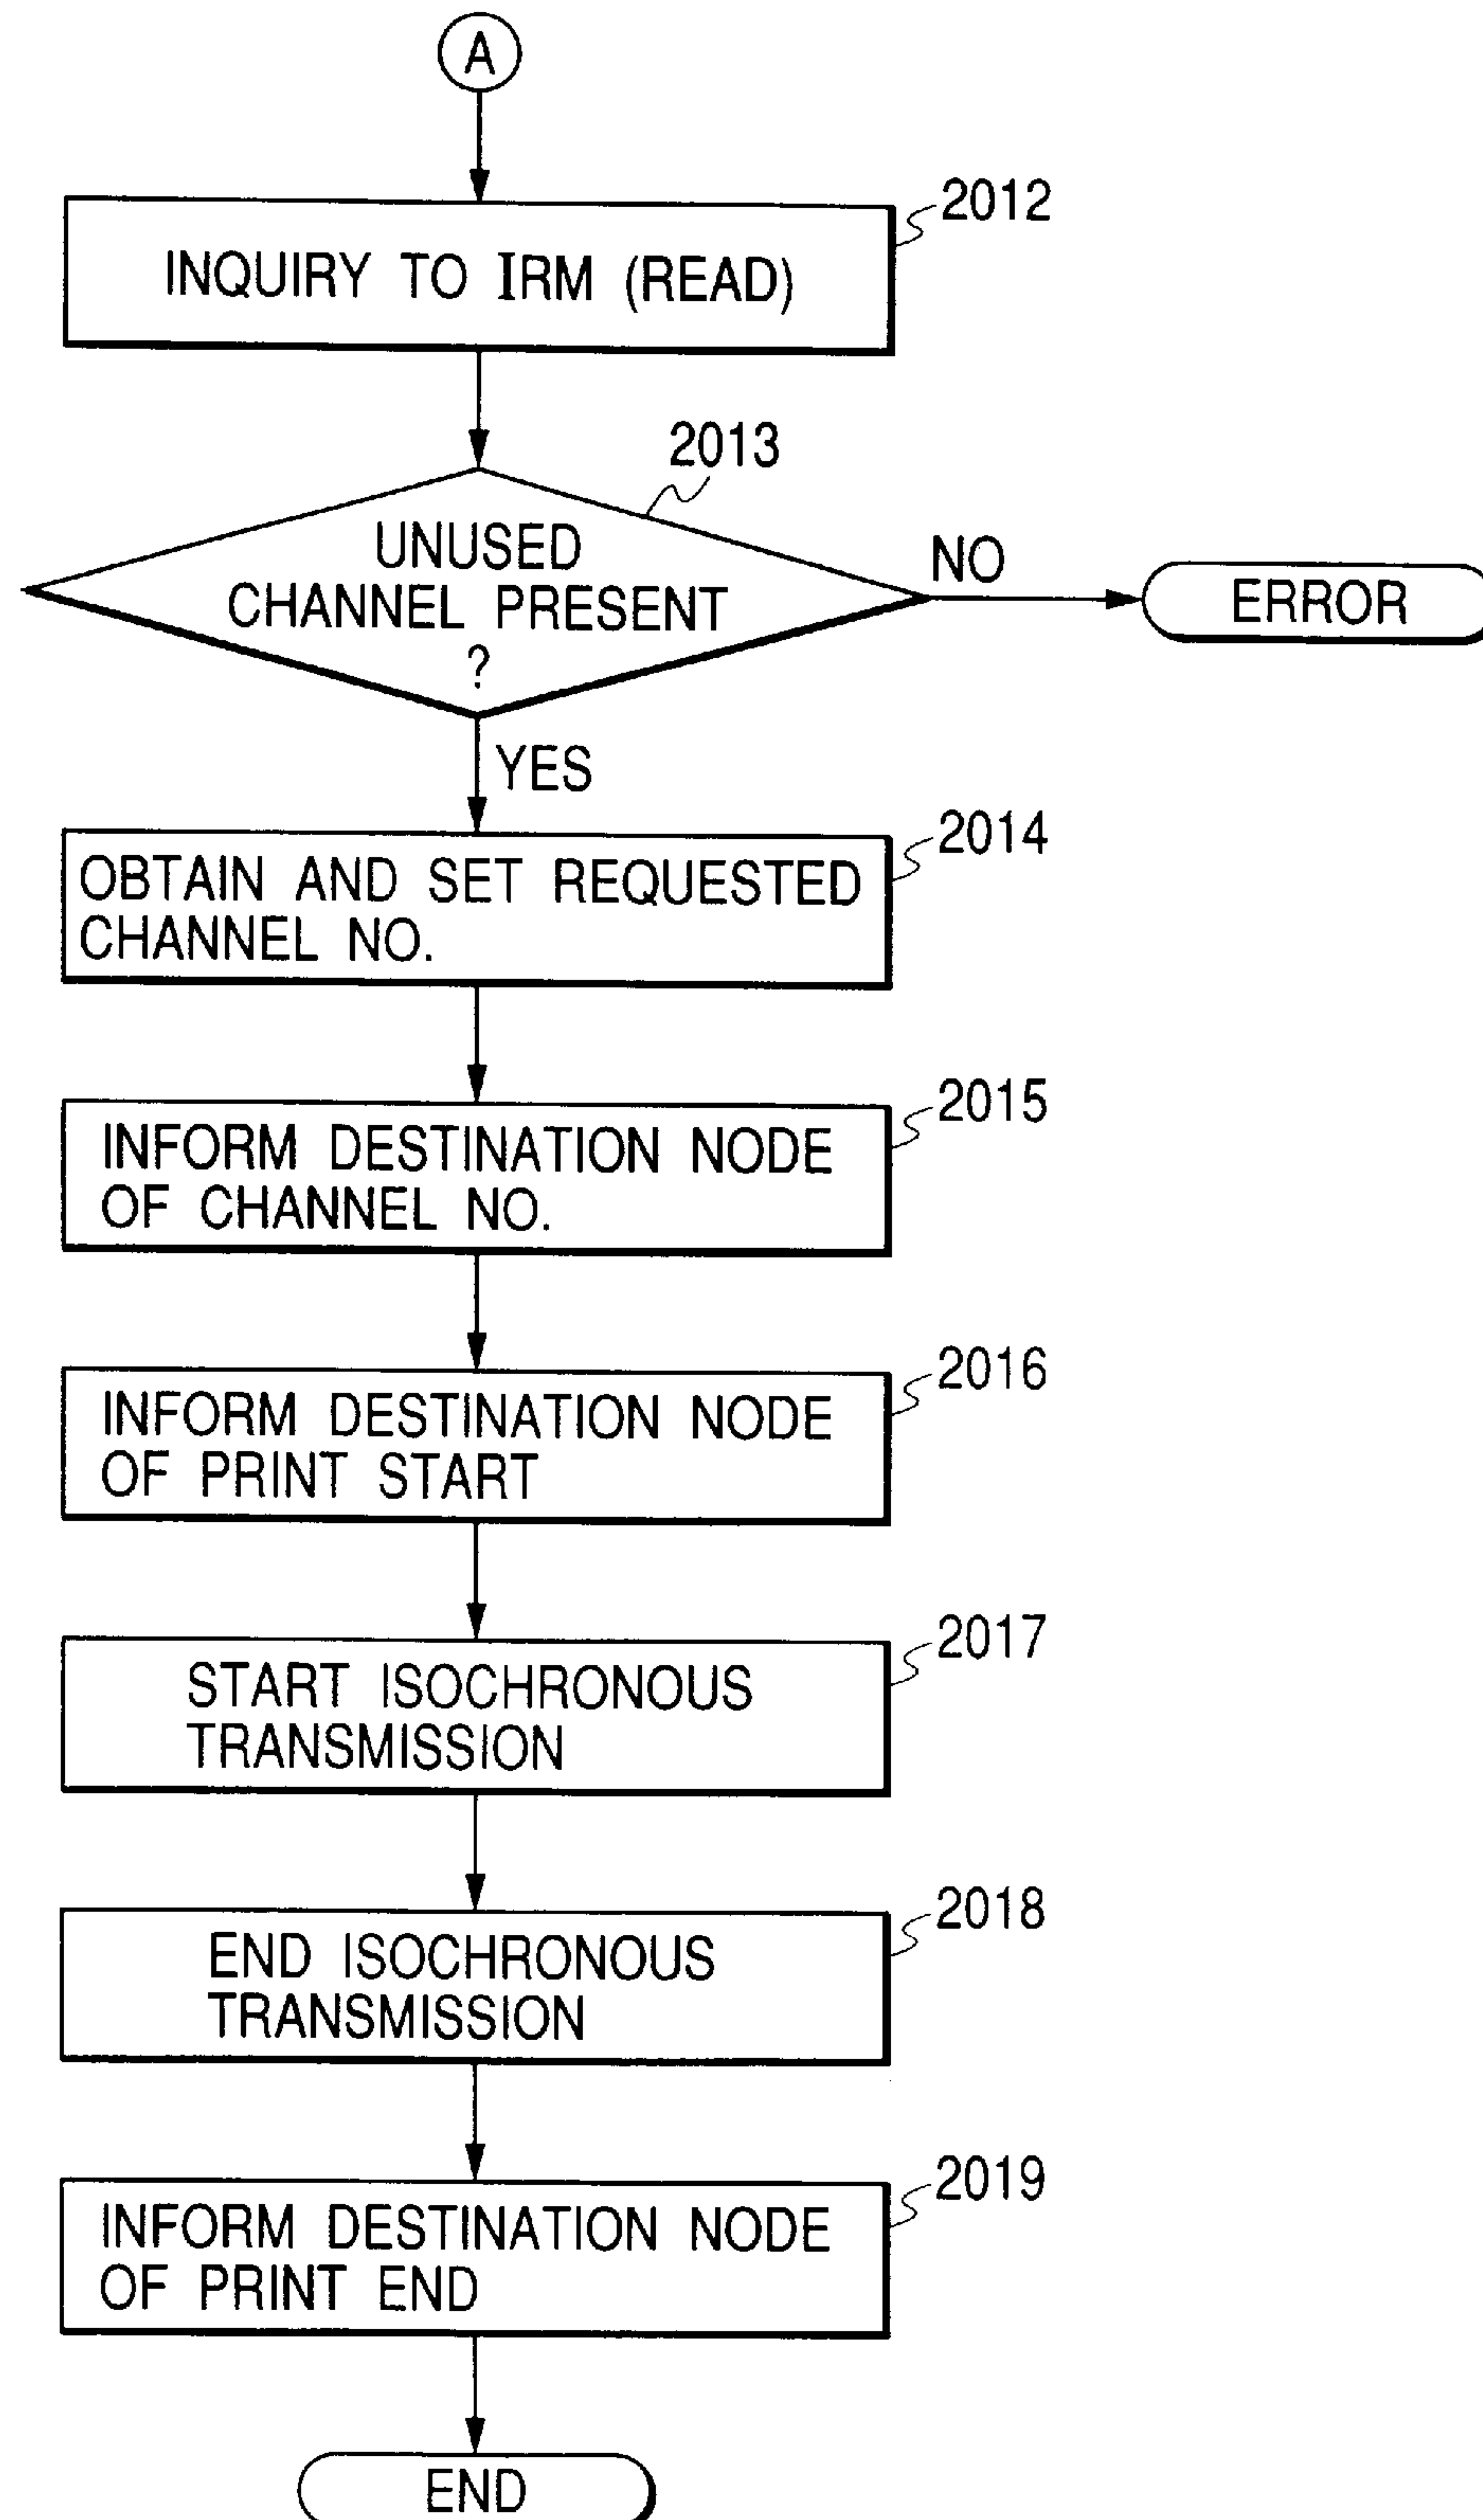 A
2012
INQUIRY TO IRM (READ)
2013
UNUSED
CHANNEL PRESENT
?
NO
ERROR
YES
2014
OBTAIN AND SET REQUESTED
CHANNEL NO.
2015
INFORM DESTINATION NODE
OF CHANNEL NO.
2016
INFORM DESTINATION NODE
OF PRINT START
2017
START ISOCHRONOUS
TRANSMISSION
2018
END ISOCHRONOUS
TRANSMISSION
2019
INFORM DESTINATION NODE
OF PRINT END
END